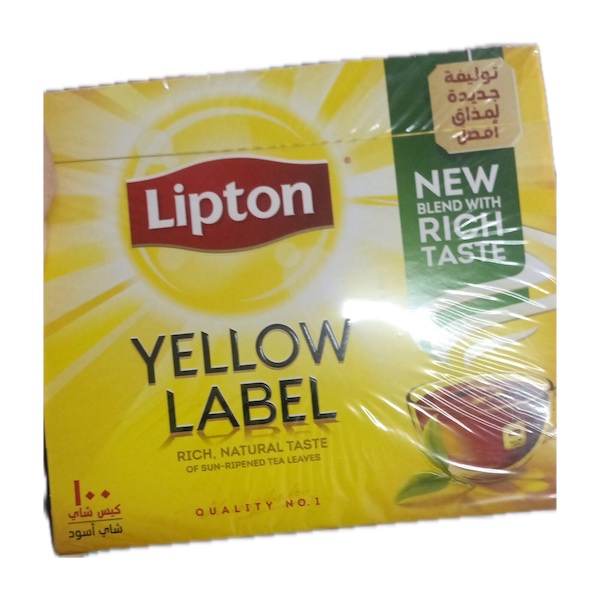 توليفة
جديدة
لمذاق
أفضل
Lipton
NEW
BLEND WITH
RICH
TASTE
YELLOW
LABEL
RICH, NATURAL TASTE
OF SUN-RIPENED TEA LEAVES
QUALITY NO.1
١٠٠
كيس شاي
شاي أسود